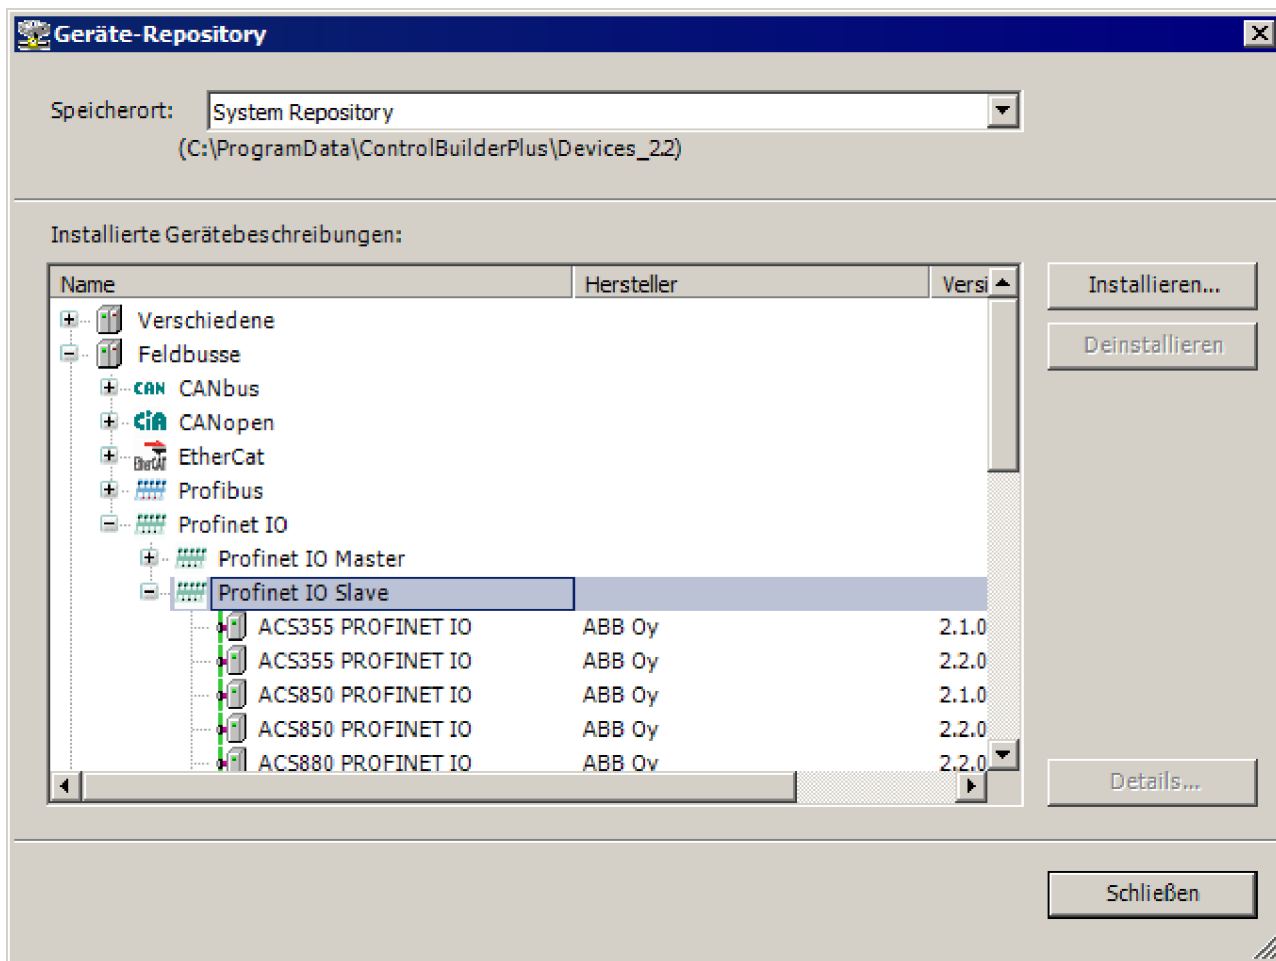 Geräte-Repository
Speicherort: System Repository
(C:\ProgramData\ControlBuilderPlus\Devices_2.2)
Installierte Gerätebeschreibungen:
Name Hersteller Versi
Installieren...
Verschiedene
Deinstallieren
Feldbusse
CAN CANbus
CiA CANopen
EtherCAT EtherCat
Profibus
Profinet IO
Profinet IO Master
Profinet IO Slave
ACS355 PROFINET IO ABB Oy 2.1.0
ACS355 PROFINET IO ABB Oy 2.2.0
ACS850 PROFINET IO ABB Oy 2.1.0
ACS850 PROFINET IO ABB Oy 2.2.0
ACS880 PROFINET IO ABB Oy 2.2.0
Details...
Schließen